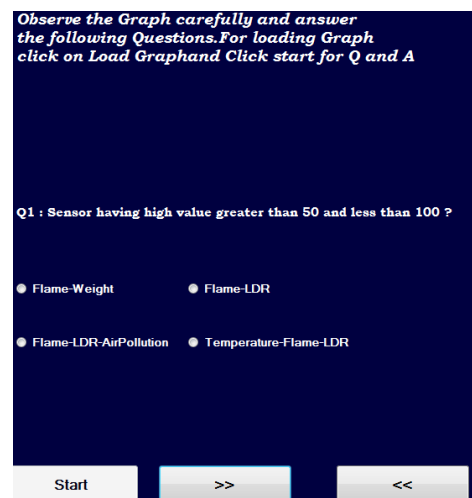 Observe the Graph carefully and answer
the following Questions.For loading Graph
click on Load Graphand Click start for Q and A
Q1 : Sensor having high value greater than 50 and less than 100 ?
Flame-Weight
Flame-LDR
Flame-LDR-AirPollution
Temperature-Flame-LDR
Start
>>
<<